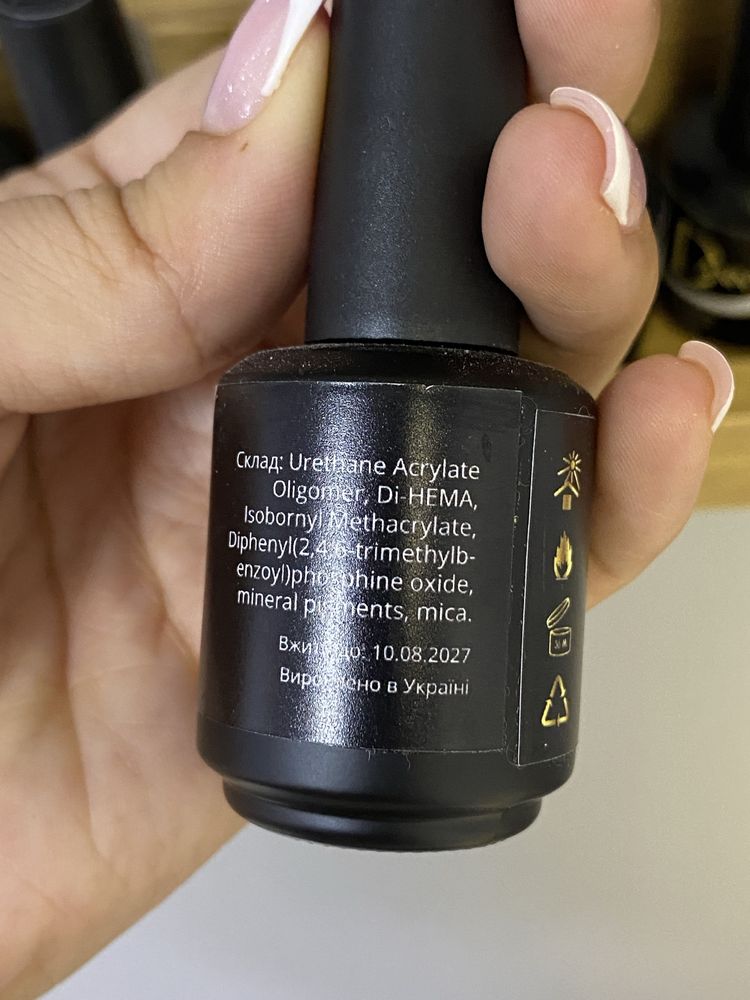 Склад: Urethane Acrylate
Oligomer, Di-HEMA,
Isobornyl Methacrylate,
Diphenyl(2,4,6-trimethylb-
enzoyl)phosphine oxide,
mineral pigments, mica.
Вжити до: 10.08.2027
Вироблено в Україні